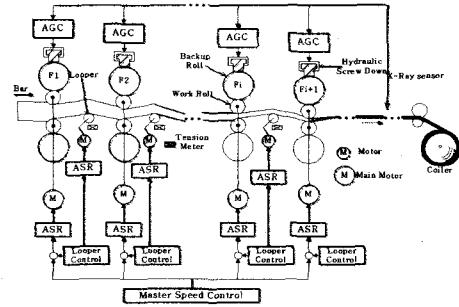 AGC
AGC
AGC
AGC
F1
Looper
F2
Backup
Roll
Fi
Fi+1
Hydraulic
Screw Down
X-Ray sensor
Bar
Work Roll
Tension
Meter
M
M
M
ASR
ASR
ASR
M
Motor
M
Main Motor
Coiler
M
M
M
M
ASR
ASR
ASR
ASR
Looper
Control
Looper
Control
Looper
Control
Master Speed Control